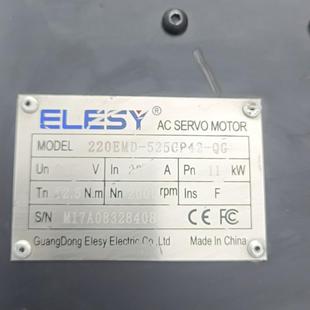 ELESY® AC SERVO MOTOR
MODEL 220EMD-525CP42-QG
Un V In A Pn 11 kW
Tn N.m Nn rpm Ins F
S/N M17A08328408 CE FC
GuangDong Elesy Electric Co.,Ltd Made in China